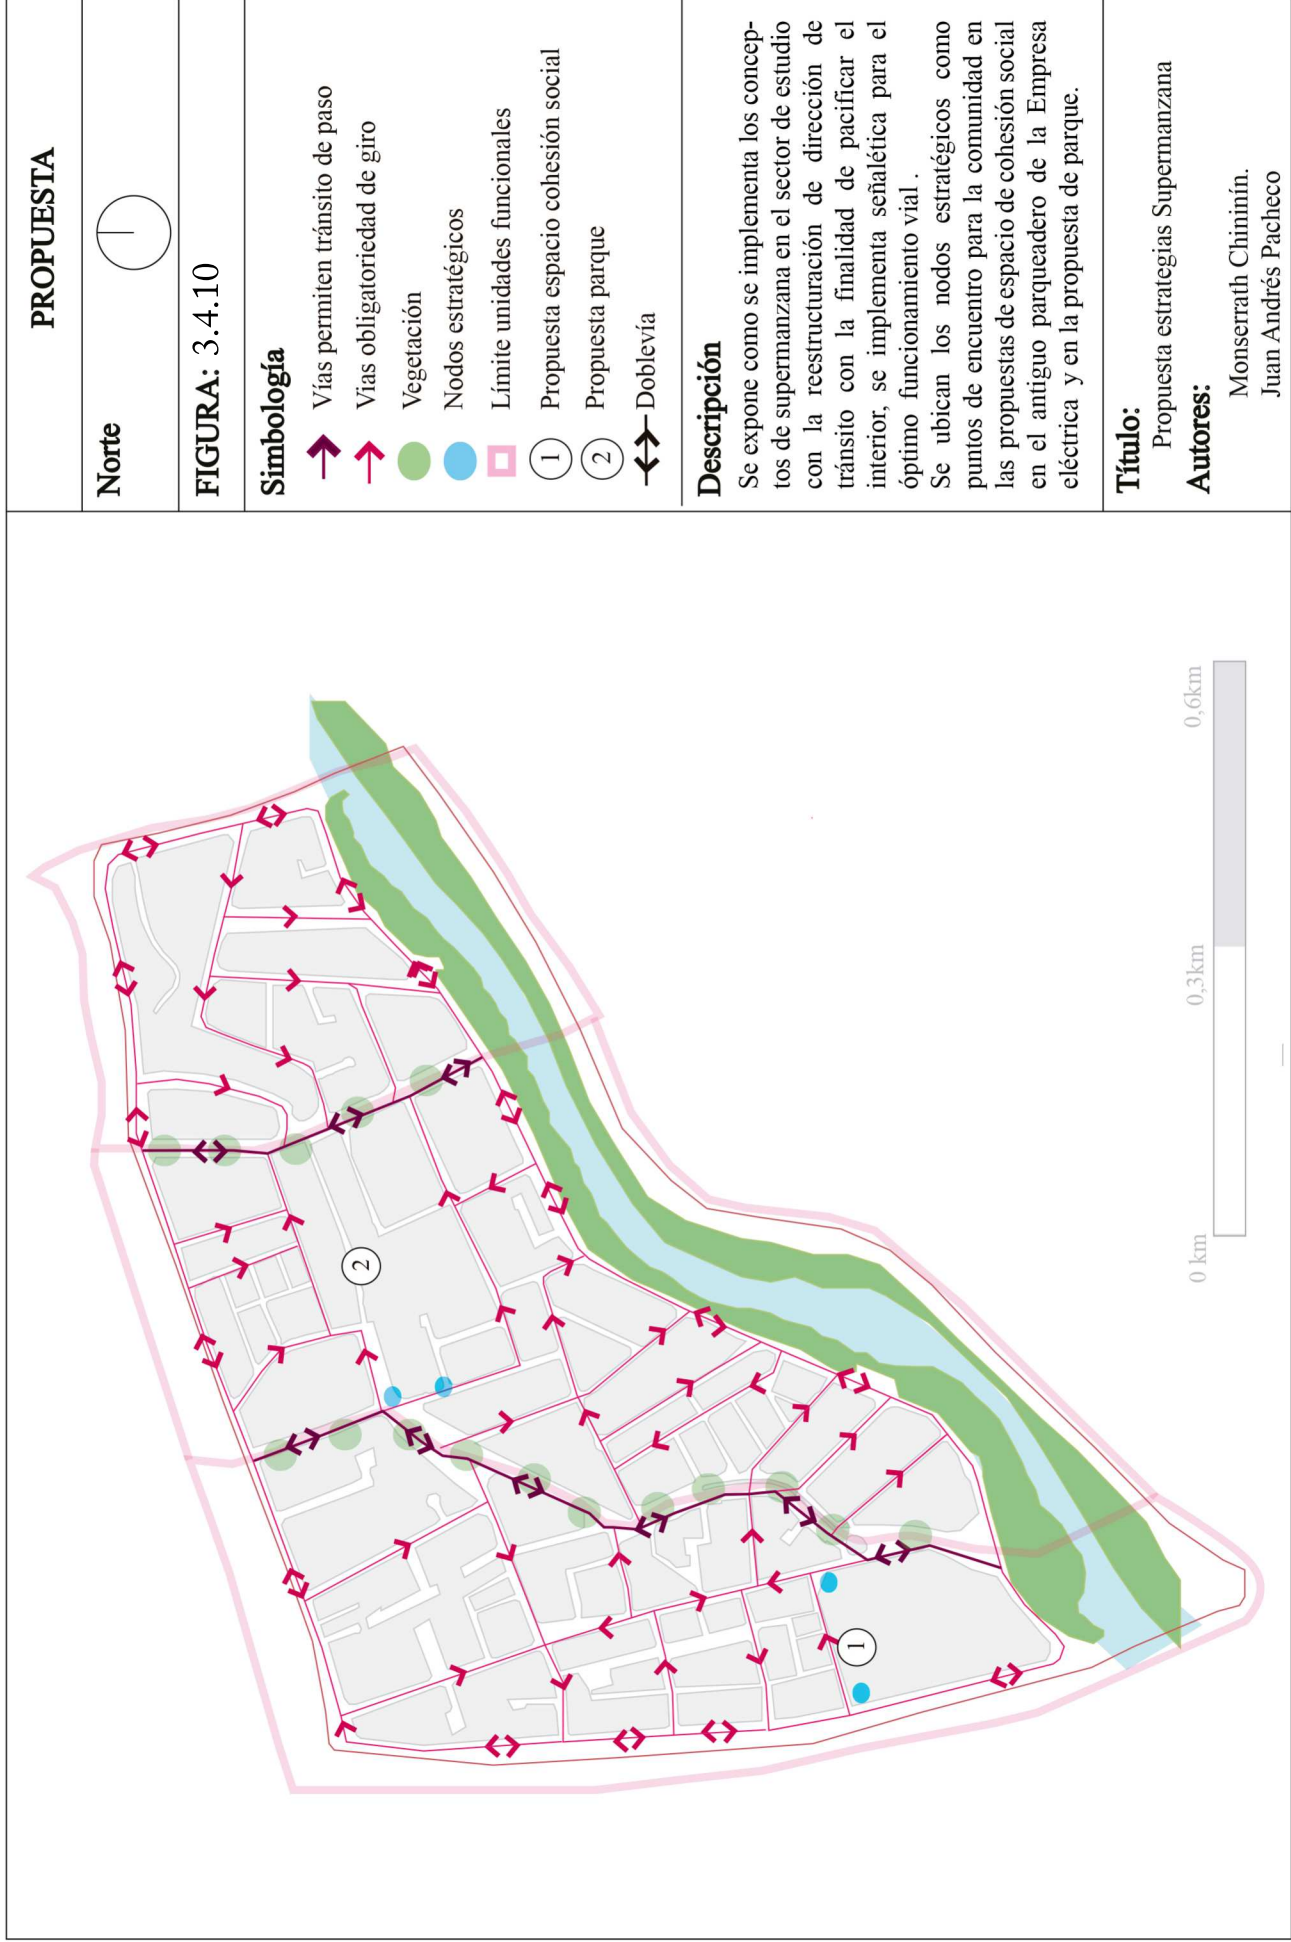 PROPUESTA
Norte
FIGURA: 3.4.10
Simbología
Vías permiten tránsito de paso
Vías obligatoriedad de giro
Vegetación
Nodos estratégicos
Límite unidades funcionales
1 Propuesta espacio cohesión social
2 Propuesta parque
Doblevía
Descripción
Se expone como se implementa los concep-
tos de supermanzana en el sector de estudio
con la reestructuración de dirección de
tránsito con la finalidad de pacificar el
interior, se implementa señalética para el
óptimo funcionamiento vial .
Se ubican los nodos estratégicos como
puntos de encuentro para la comunidad en
las propuestas de espacio de cohesión social
en el antiguo parqueadero de la Empresa
eléctrica y en la propuesta de parque.
Título:
Propuesta estrategias Supermanzana
Autores:
Monserrath Chininín.
Juan Andrés Pacheco
2
1
0 km
0,3km
0,6km